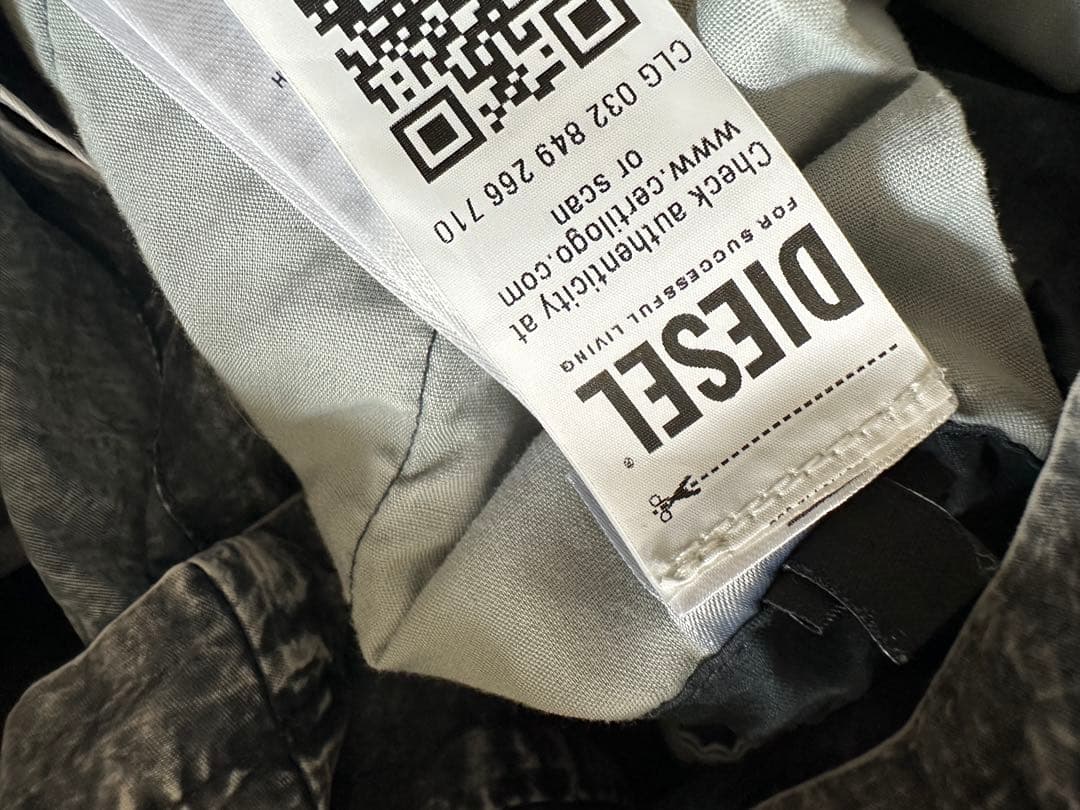 DIESEL®
FOR SUCCESSFUL LIVING
Check authenticity at
www.certilogo.com
or scan
CLG 032 849 266 710
H